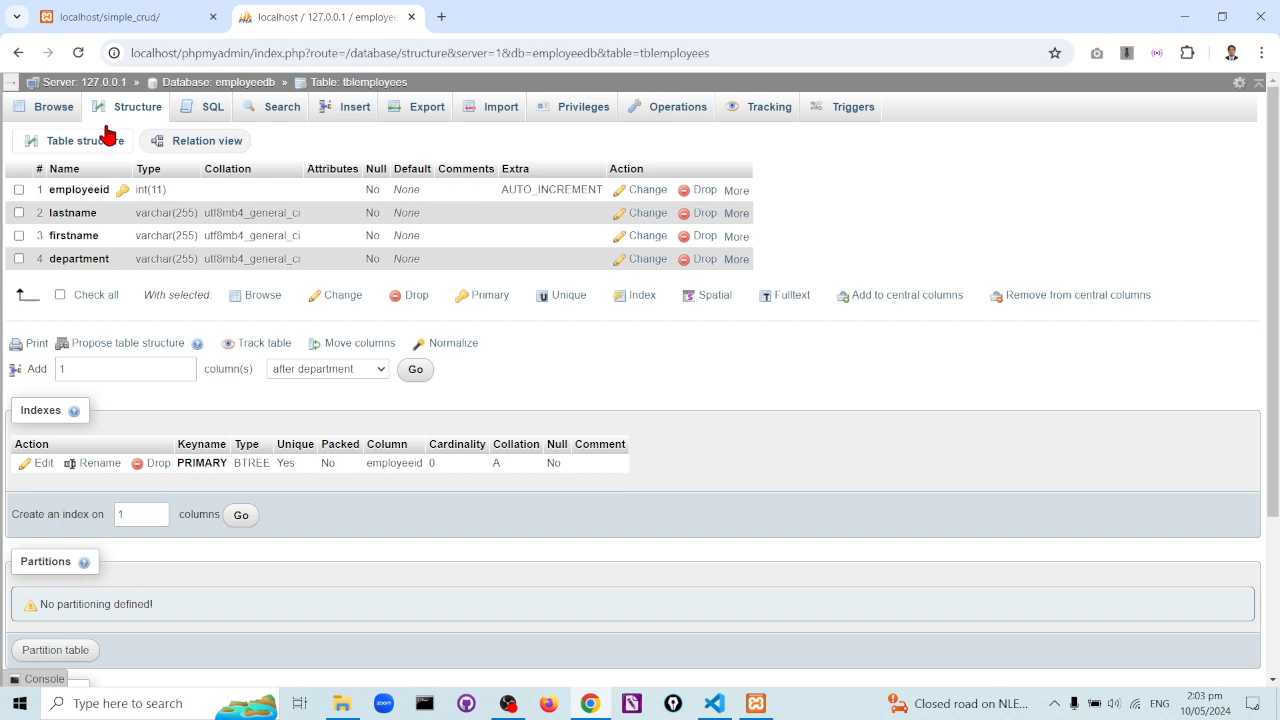 localhost/simple_crud/
localhost / 127.0.0.1 / employee
localhost/phpmyadmin/index.php?route=/database/structure&server=1&db=employeedb&table=tblemployees
Server: 127.0.0.1 » Database: employeedb » Table: tblemployees
Browse Structure SQL Search Insert Export Import Privileges Operations Tracking Triggers
Table structure Relation view
# Name Type Collation Attributes Null Default Comments Extra Action
1 employeeid int(11) No None AUTO_INCREMENT Change Drop More
2 lastname varchar(255) utf8mb4_general_ci No None Change Drop More
3 firstname varchar(255) utf8mb4_general_ci No None Change Drop More
4 department varchar(255) utf8mb4_general_ci No None Change Drop More
Check all With selected: Browse Change Drop Primary Unique Index Spatial Fulltext Add to central columns Remove from central columns
Print Propose table structure Track table Move columns Normalize
Add 1 column(s) after department Go
Indexes
Action Keyname Type Unique Packed Column Cardinality Collation Null Comment
Edit Rename Drop PRIMARY BTREE Yes No employeeid 0 A No
Create an index on 1 columns Go
Partitions
No partitioning defined!
Partition table
Console
Type here to search
zoom
Closed road on NLE...
ENG
2:03 pm
10/05/2024